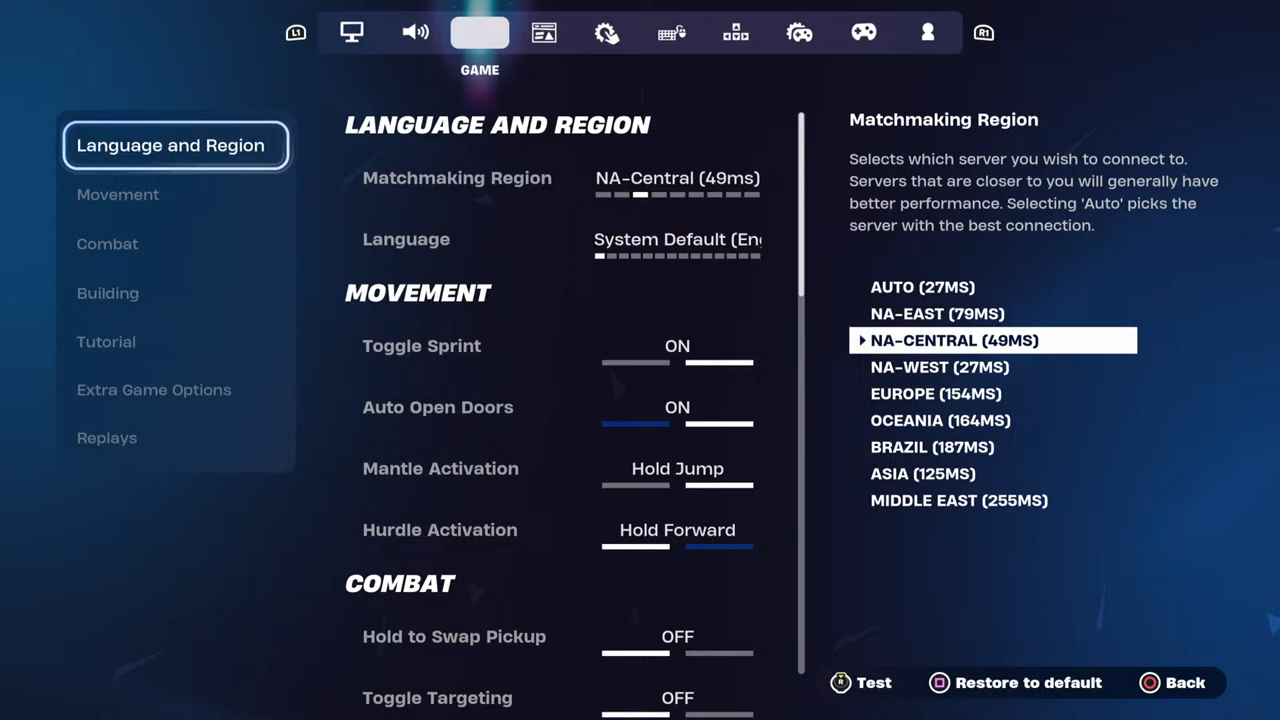 L1
R1
GAME
Language and Region
Movement
Combat
Building
Tutorial
Extra Game Options
Replays
LANGUAGE AND REGION
Matchmaking Region NA-Central (49ms)
Language System Default (Eng
MOVEMENT
Toggle Sprint ON
Auto Open Doors ON
Mantle Activation Hold Jump
Hurdle Activation Hold Forward
COMBAT
Hold to Swap Pickup OFF
Toggle Targeting OFF
Matchmaking Region
Selects which server you wish to connect to.
Servers that are closer to you will generally have
better performance. Selecting 'Auto' picks the
server with the best connection.
AUTO (27MS)
NA-EAST (79MS)
NA-CENTRAL (49MS)
NA-WEST (27MS)
EUROPE (154MS)
OCEANIA (164MS)
BRAZIL (187MS)
ASIA (125MS)
MIDDLE EAST (255MS)
R Test Restore to default Back